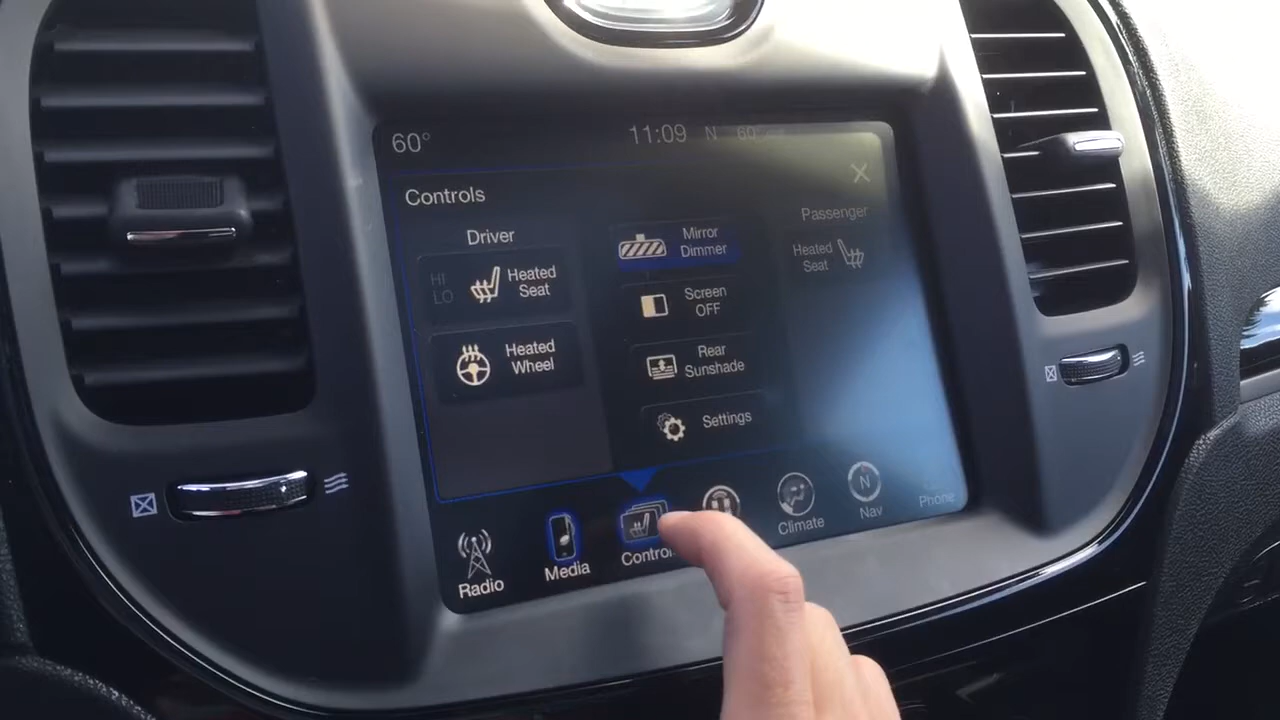 60°
11:09 N 60°
Controls
Driver
HI
LO
Heated
Seat
Heated
Wheel
Mirror
Dimmer
Screen
OFF
Rear
Sunshade
Settings
Passenger
Heated
Seat
Radio
Media
Climate
N
Nav
Phone